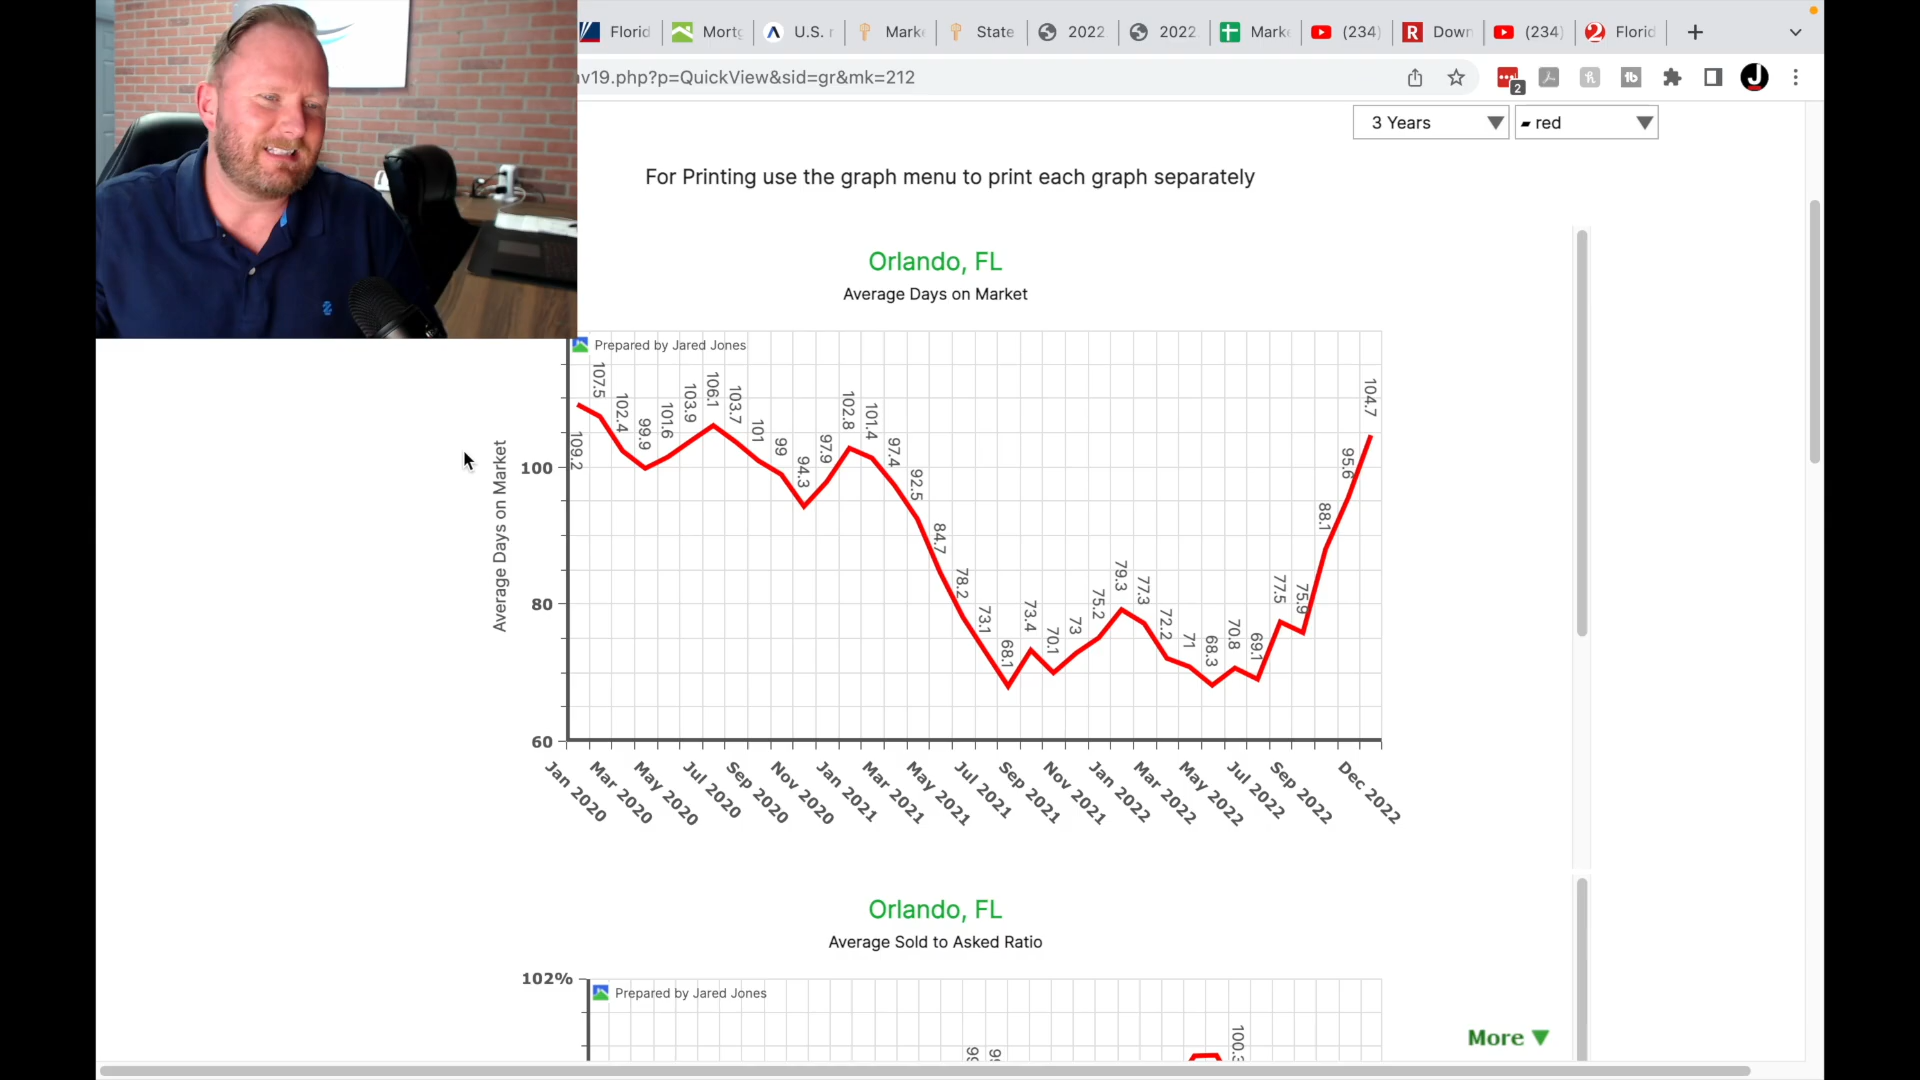 Florid
Mortg
U.S. r
Marke
State
2022
2022
Marke
(234)
Down
(234)
Florid
av19.php?p=QuickView&sid=gr&mk=212
2
J
3 Years
red
For Printing use the graph menu to print each graph separately
Orlando, FL
Average Days on Market
Prepared by Jared Jones
Average Days on Market
100
80
60
109.2
107.5
102.4
99.9
101.6
103.9
106.1
103.7
101
99
94.3
97.9
102.8
101.4
97.4
92.5
84.7
78.2
73.1
68.1
73.4
70.1
73
75.2
79.3
77.3
72.2
71
68.3
70.8
69.1
77.5
75.9
88.1
95.6
104.7
Jan 2020
Mar 2020
May 2020
Jul 2020
Sep 2020
Nov 2020
Jan 2021
Mar 2021
May 2021
Jul 2021
Sep 2021
Nov 2021
Jan 2022
Mar 2022
May 2022
Jul 2022
Sep 2022
Dec 2022
Orlando, FL
Average Sold to Asked Ratio
102%
Prepared by Jared Jones
99
99
100.3
More